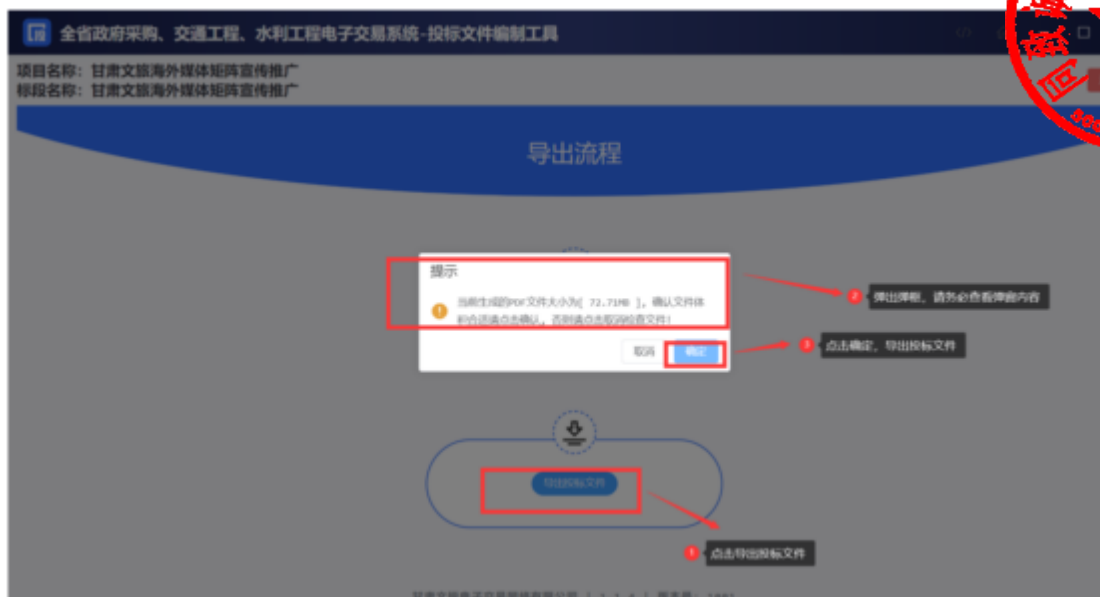 投 全省政府采购、交通工程、水利工程电子交易系统-投标文件编制工具
项目名称：甘肃文旅海外媒体矩阵宣传推广
标段名称：甘肃文旅海外媒体矩阵宣传推广
导出流程
提示
当前生成的PDF文件大小为[ 72.71MB ]，确认文件体
积合适请点击确认，否则请点击取消检查文件！
取消 确定
2 弹出弹框，请务必查看弹窗内容
3 点击确定，导出投标文件
导出投标文件
1 点击导出投标文件